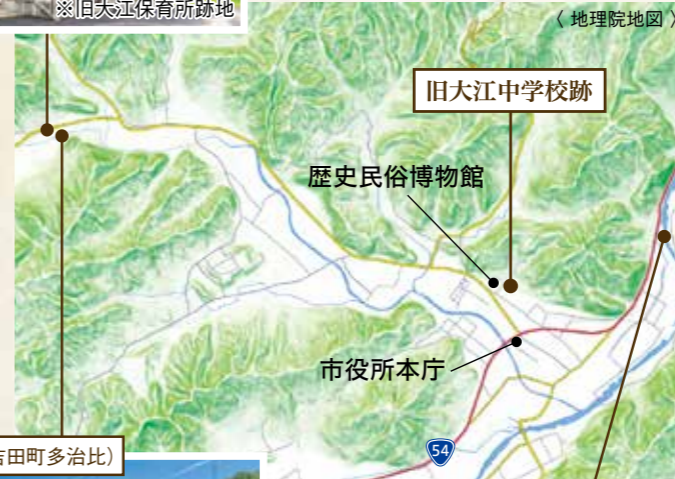 ※旧大江保育所跡地
〈 地理院地図 〉
旧大江中学校跡
歴史民俗博物館
市役所本庁
54
吉田町多治比）